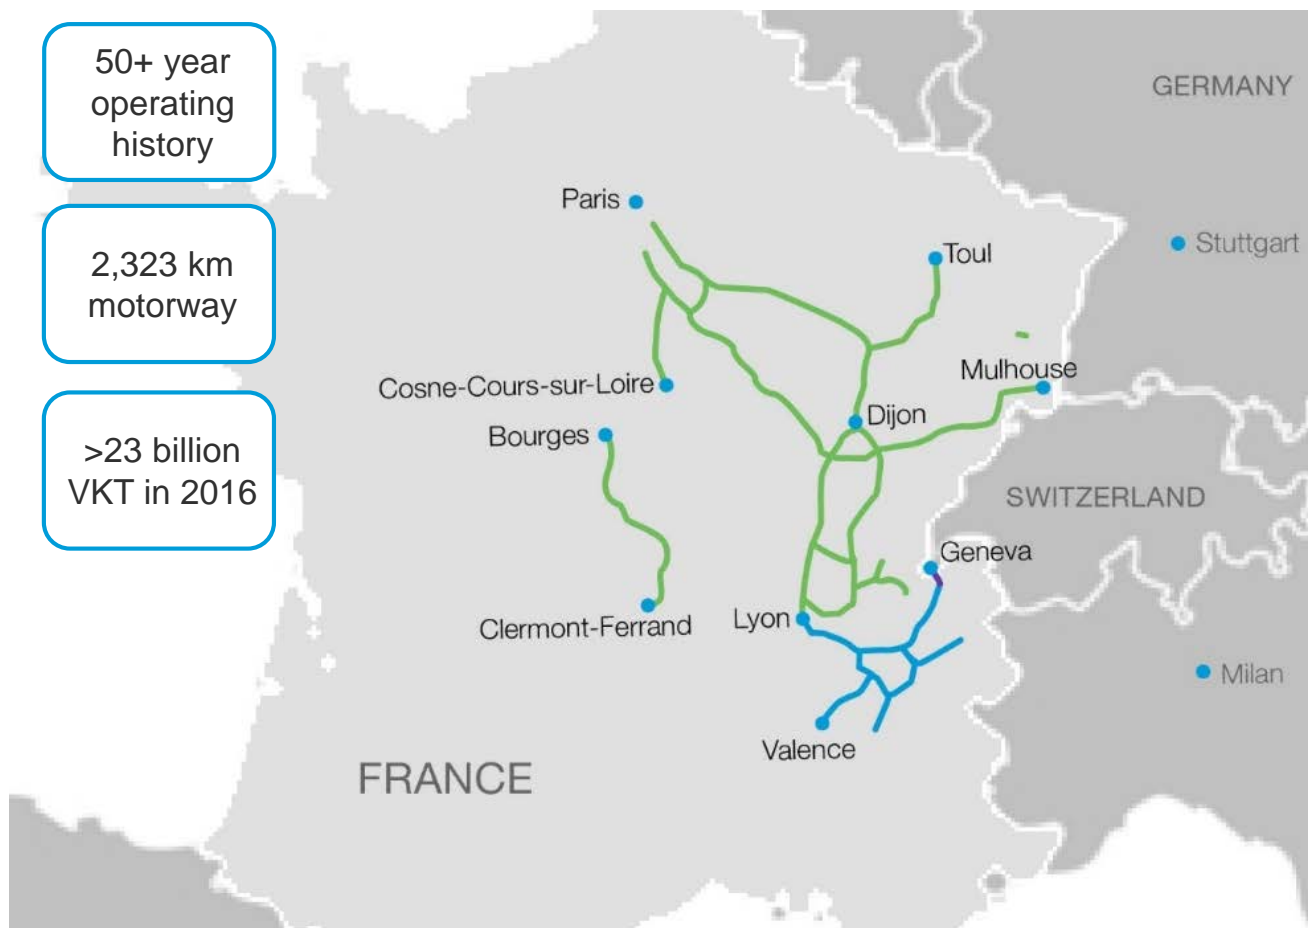 50+ year
operating
history
2,323 km
motorway
>23 billion
VKT in 2016
GERMANY
Paris
Toul
Stuttgart
Mulhouse
Cosne-Cours-sur-Loire
Dijon
Bourges
SWITZERLAND
Geneva
Lyon
Clermont-Ferrand
Milan
Valence
FRANCE